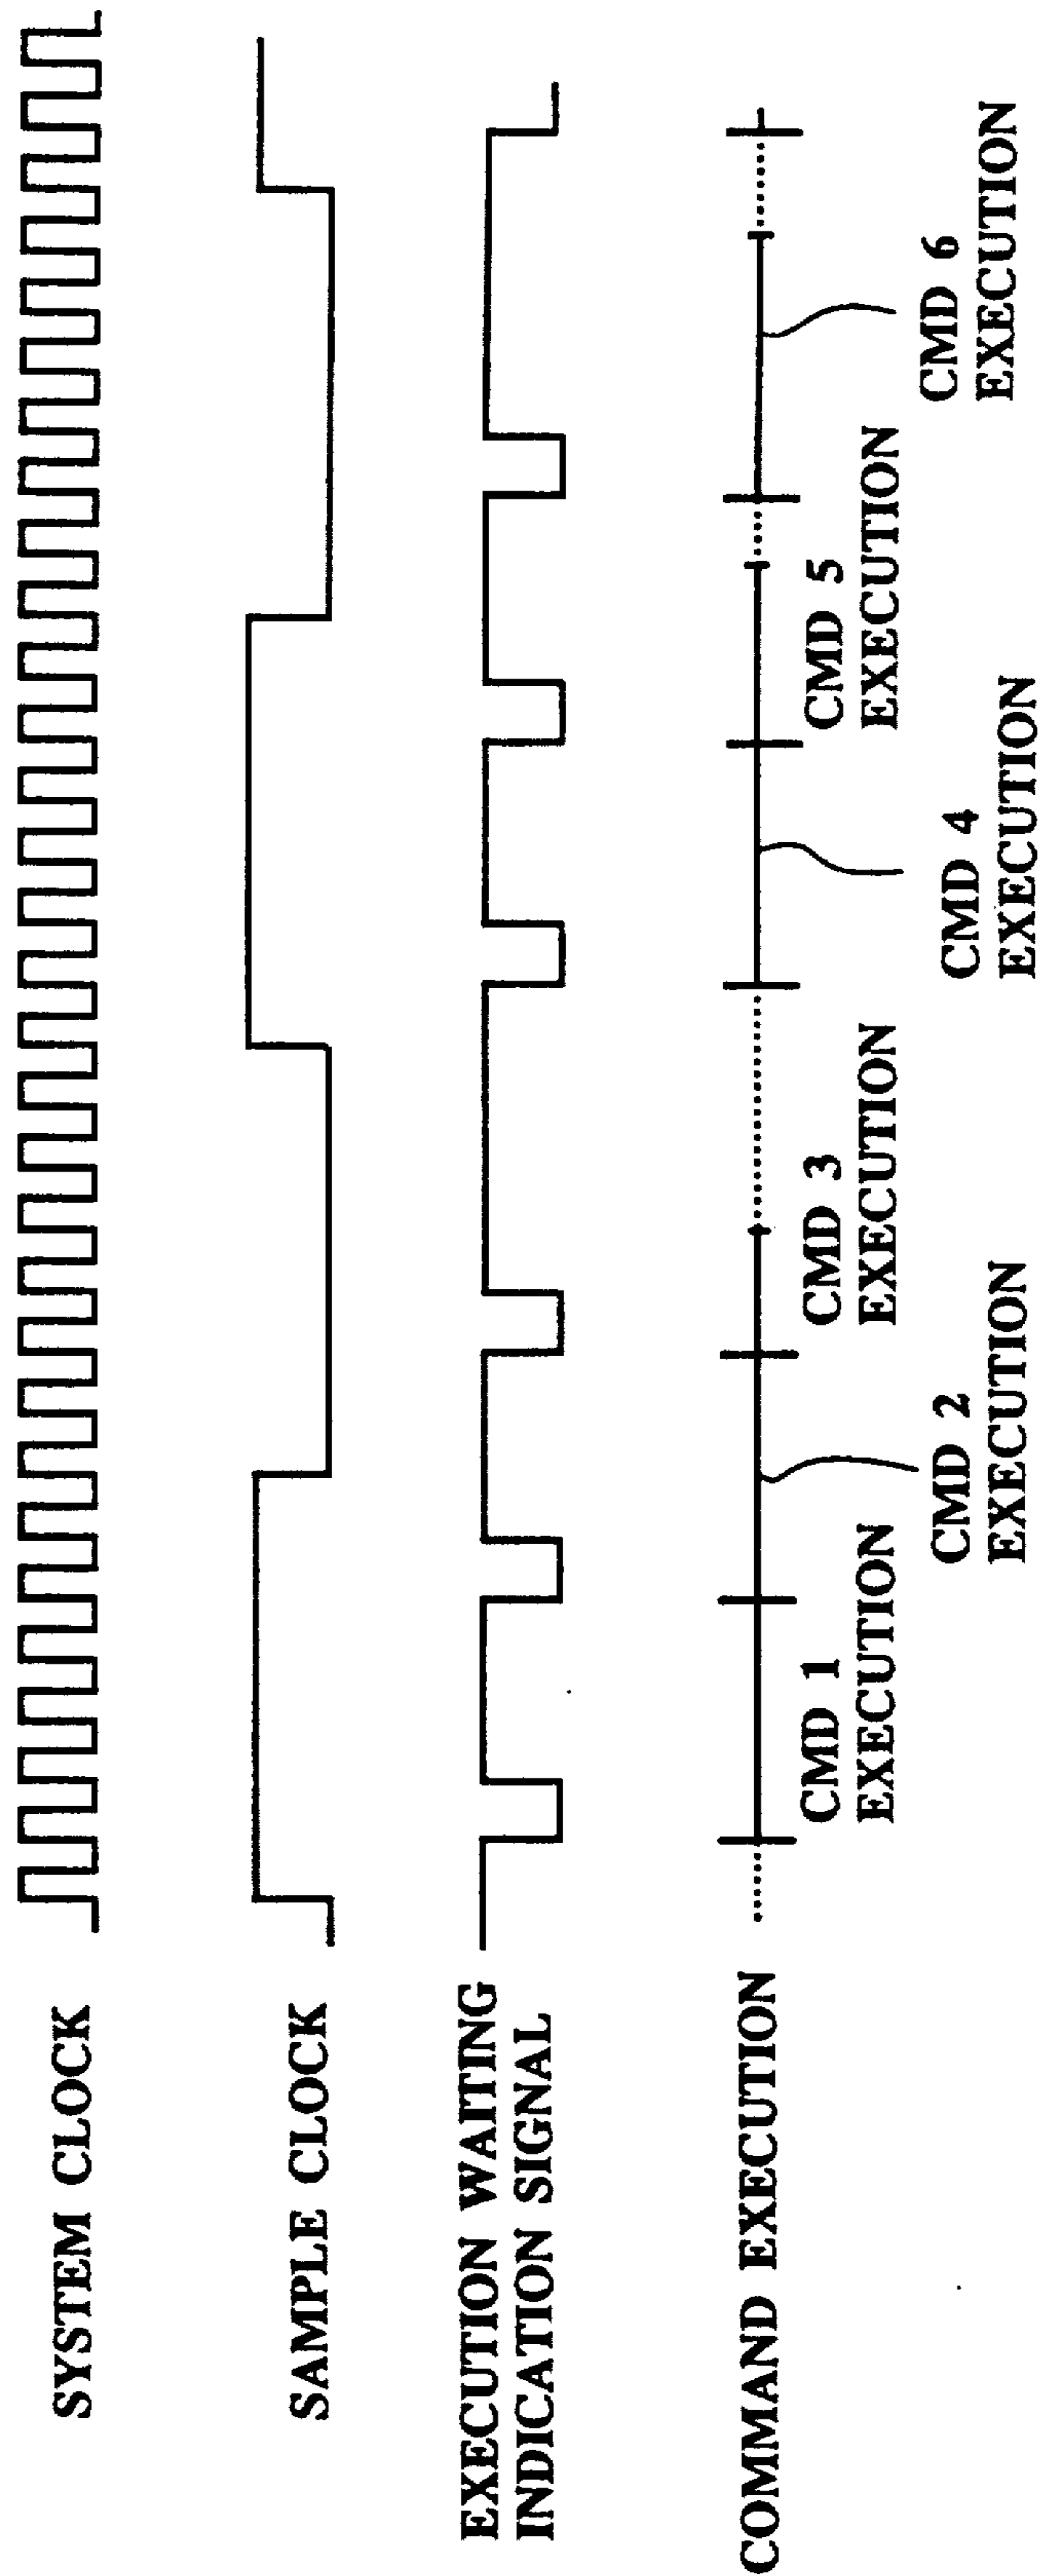 SYSTEM CLOCK
SAMPLE CLOCK
EXECUTION WAITING
INDICATION SIGNAL
COMMAND EXECUTION
CMD 1
EXECUTION
CMD 2
EXECUTION
CMD 3
EXECUTION
CMD 4
EXECUTION
CMD 5
EXECUTION
CMD 6
EXECUTION